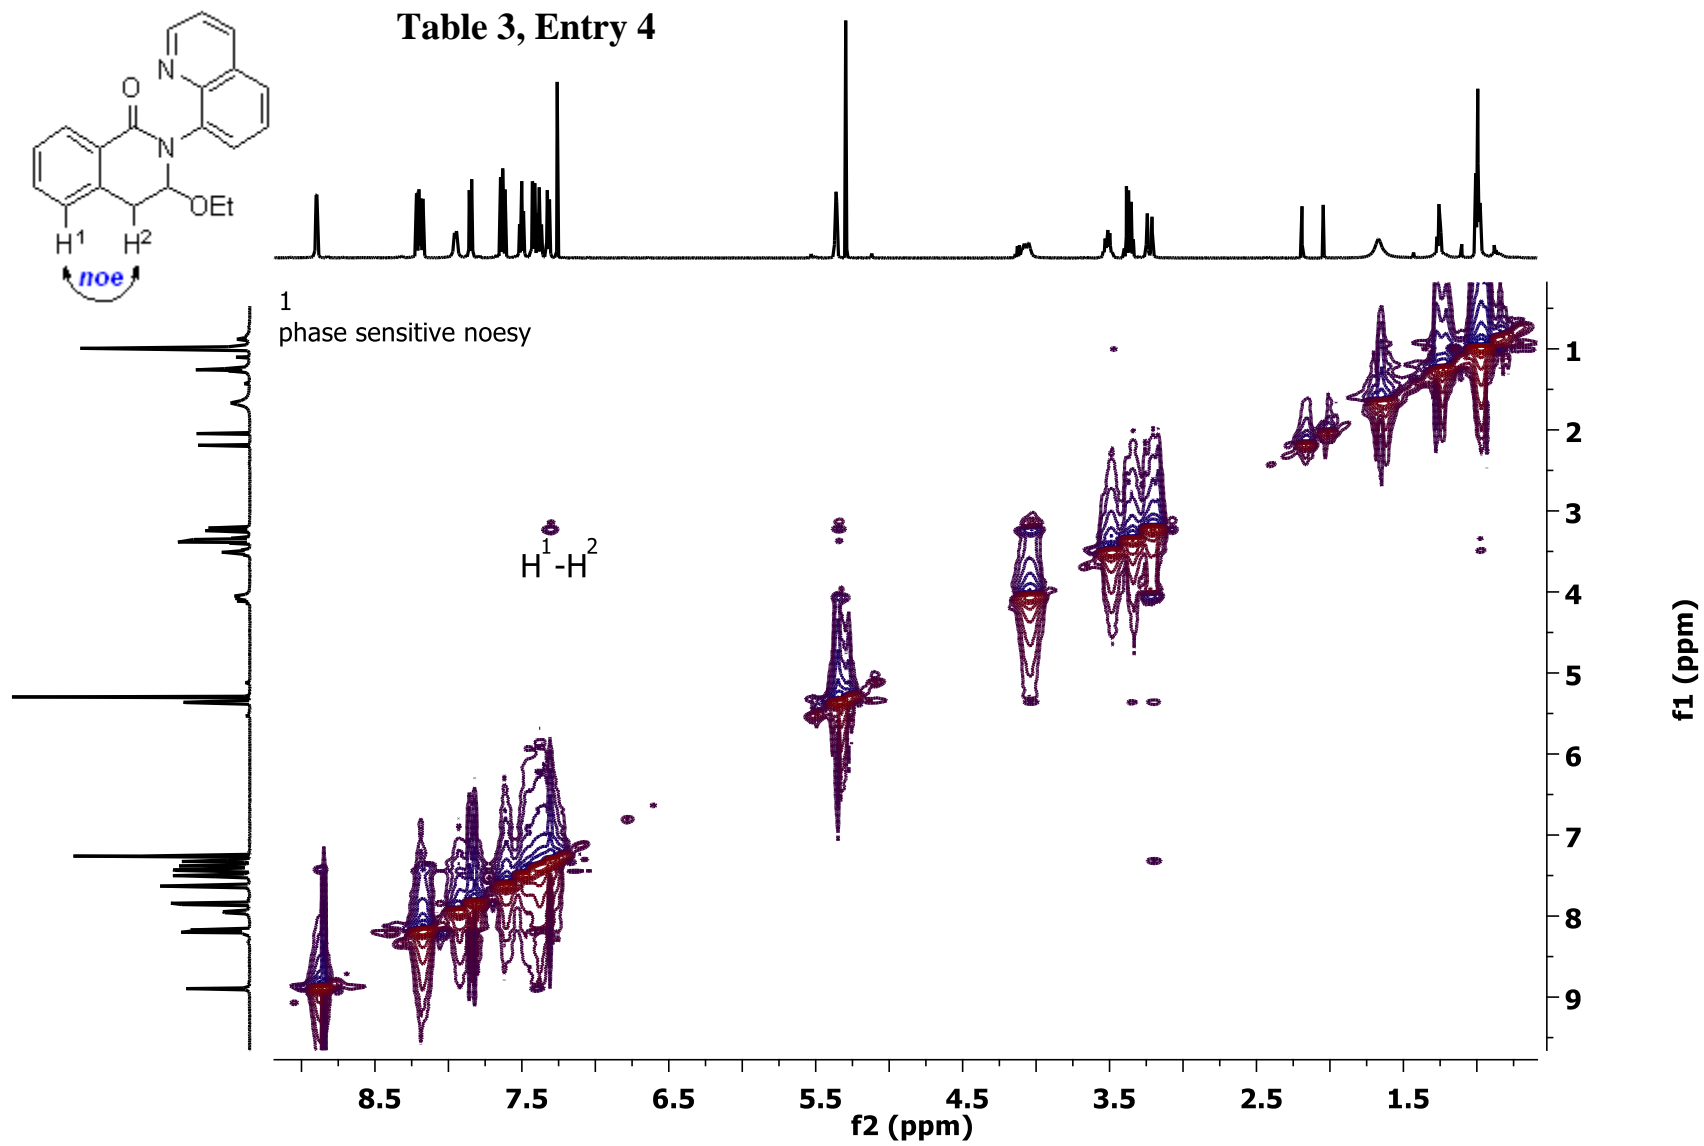 Table 3, Entry 4
N
O
N
OEt
H¹ H²
noe
1
phase sensitive noesy
H¹-H²
1
2
3
4
5
6
7
8
9
f1 (ppm)
8.5 7.5 6.5 5.5 4.5 3.5 2.5 1.5
f2 (ppm)